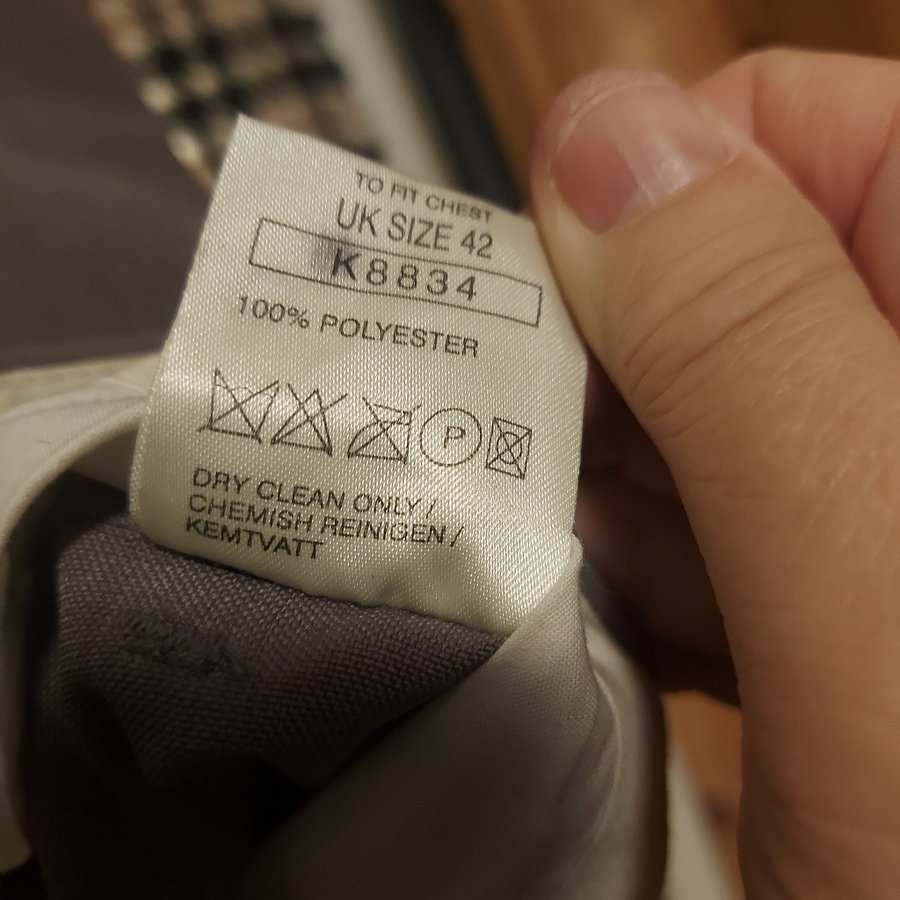 TO FIT CHEST
UK SIZE 42
K8834
100% POLYESTER
P
DRY CLEAN ONLY /
CHEMISH REINIGEN /
KEMTVATT